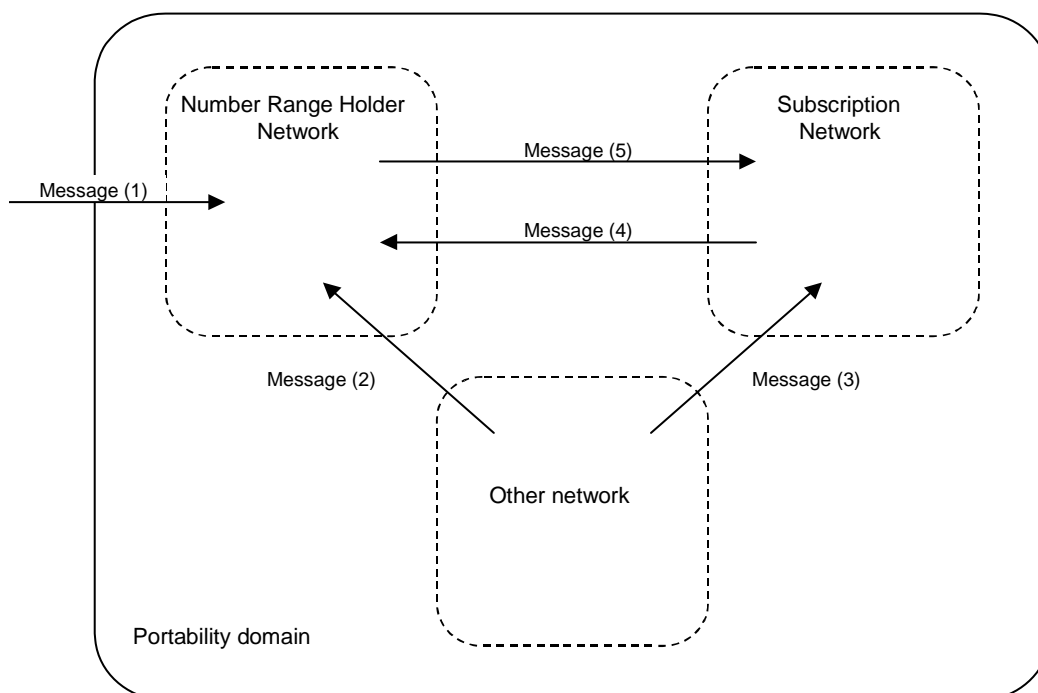 Number Range Holder
Network
Subscription
Network
Message (5)
Message (1)
Message (4)
Message (2)
Message (3)
Other network
Portability domain